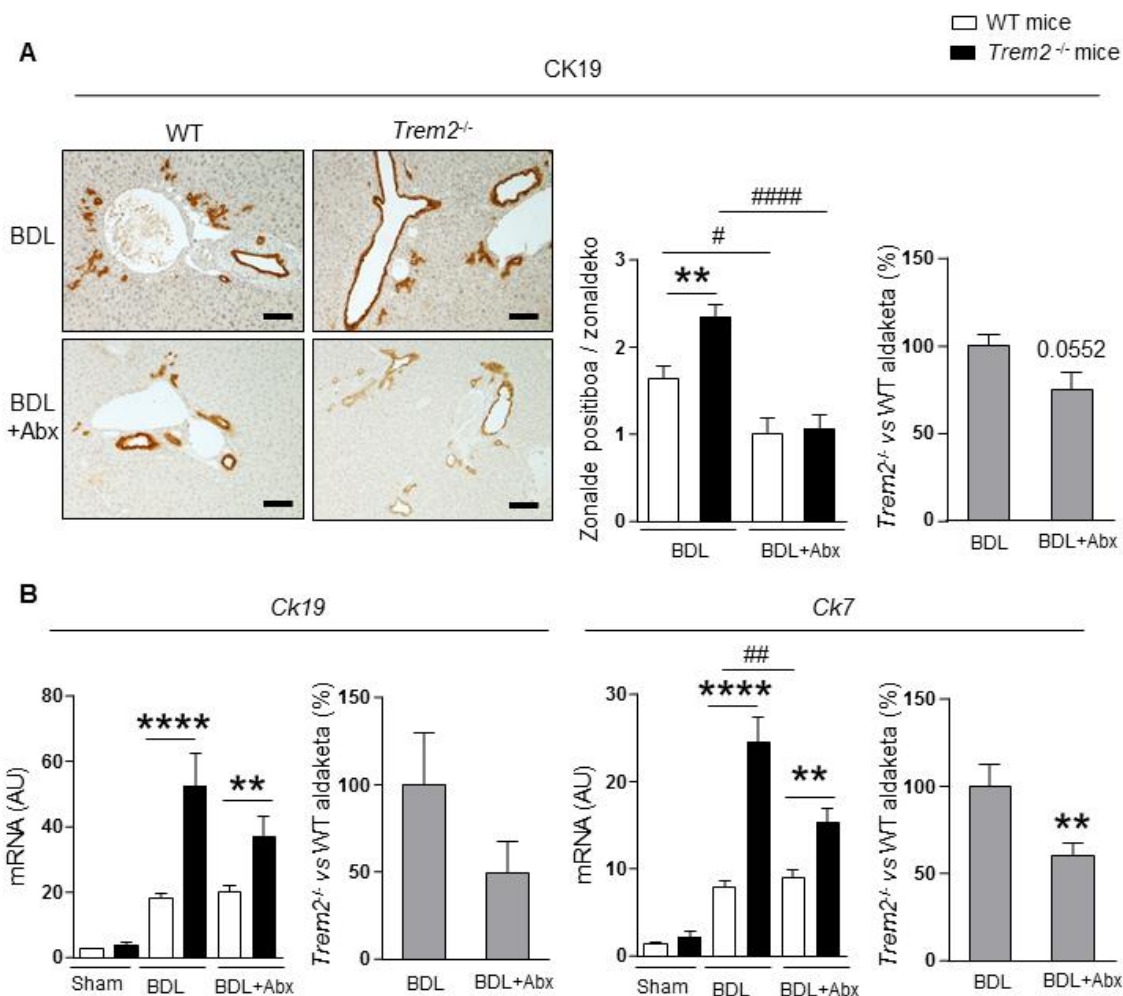 WT mice
Trem2 -/- mice
A
CK19
WT
Trem2-/-
BDL
BDL
+Abx
Zonalde positiboa / zonaldeko
3
2
1
0
####
#
**
BDL
BDL+Abx
Trem2-/- vs WT aldaketa (%)
150
100
50
0
0.0552
BDL
BDL+Abx
B
Ck19
mRNA (AU)
80
60
40
20
0
****
**
Sham
BDL
BDL+Abx
Trem2-/- vs WT aldaketa (%)
150
100
50
0
BDL
BDL+Abx
Ck7
mRNA (AU)
30
20
10
0
##
****
**
Sham
BDL
BDL+Abx
Trem2-/- vs WT aldaketa (%)
150
100
50
0
**
BDL
BDL+Abx